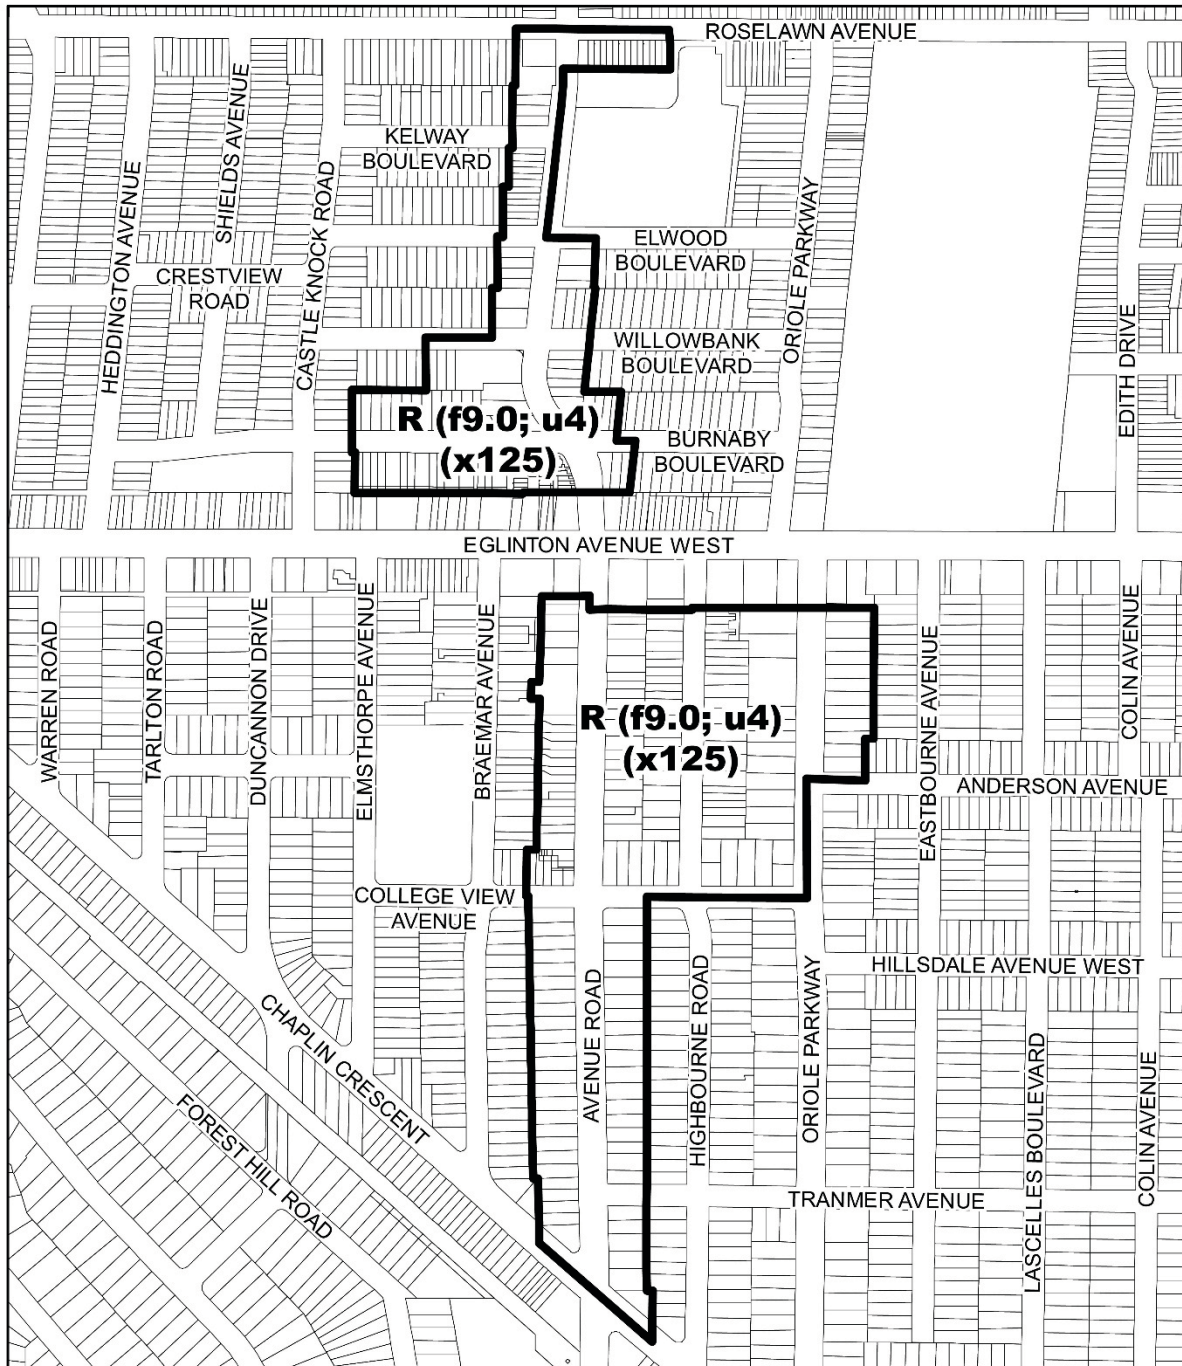 ROSELAWN AVENUE
SHIELDS AVENUE
KELWAY
BOULEVARD
HEDDINGTON AVENUE
CASTLE KNOCK ROAD
ORIOLE PARKWAY
ELWOOD
BOULEVARD
CRESTVIEW
ROAD
EDITH DRIVE
WILLOWBANK
BOULEVARD
R (f9.0; u4)
(x125)
BURNABY
BOULEVARD
EGLINTON AVENUE WEST
WARREN ROAD
TARLTON ROAD
DUNCANNON DRIVE
ELMSTHORPE AVENUE
BRAEMAR AVENUE
EASTBOURNE AVENUE
COLIN AVENUE
R (f9.0; u4)
(x125)
ANDERSON AVENUE
COLLEGE VIEW
AVENUE
HILLSDALE AVENUE WEST
AVENUE ROAD
HIGHBOURNE ROAD
ORIOLE PARKWAY
CHAPLIN CRESCENT
FOREST HILL ROAD
LASCELLES BOULEVARD
COLIN AVENUE
TRANMER AVENUE